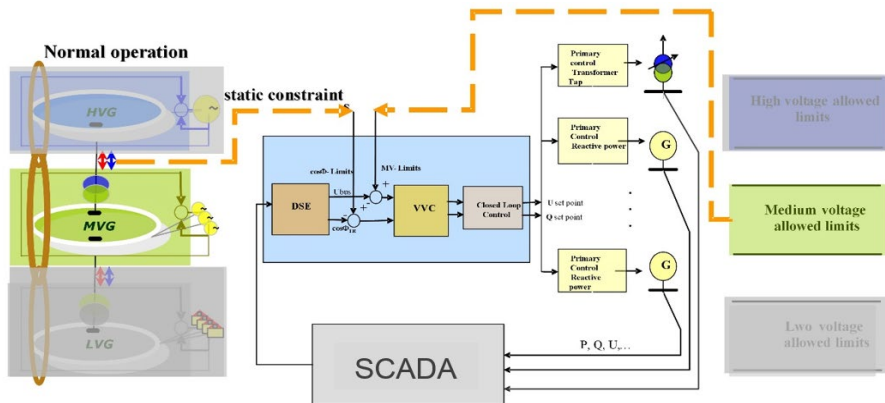 Normal operation
HVG
~
static constraint
MVG
~
~
~
LVG
cosΦ- Limits
MV- Limits
DSE
U bus
+
-
+
-
cosΦTR
VVC
Closed Loop
Control
U set point
Q set point
Primary
control
Transformer
Tap
Primary
Control
Reactive power
G
Primary
Control
Reactive
power
G
P, Q, U,...
SCADA
High voltage allowed
limits
Medium voltage
allowed limits
Lwo voltage
allowed limits